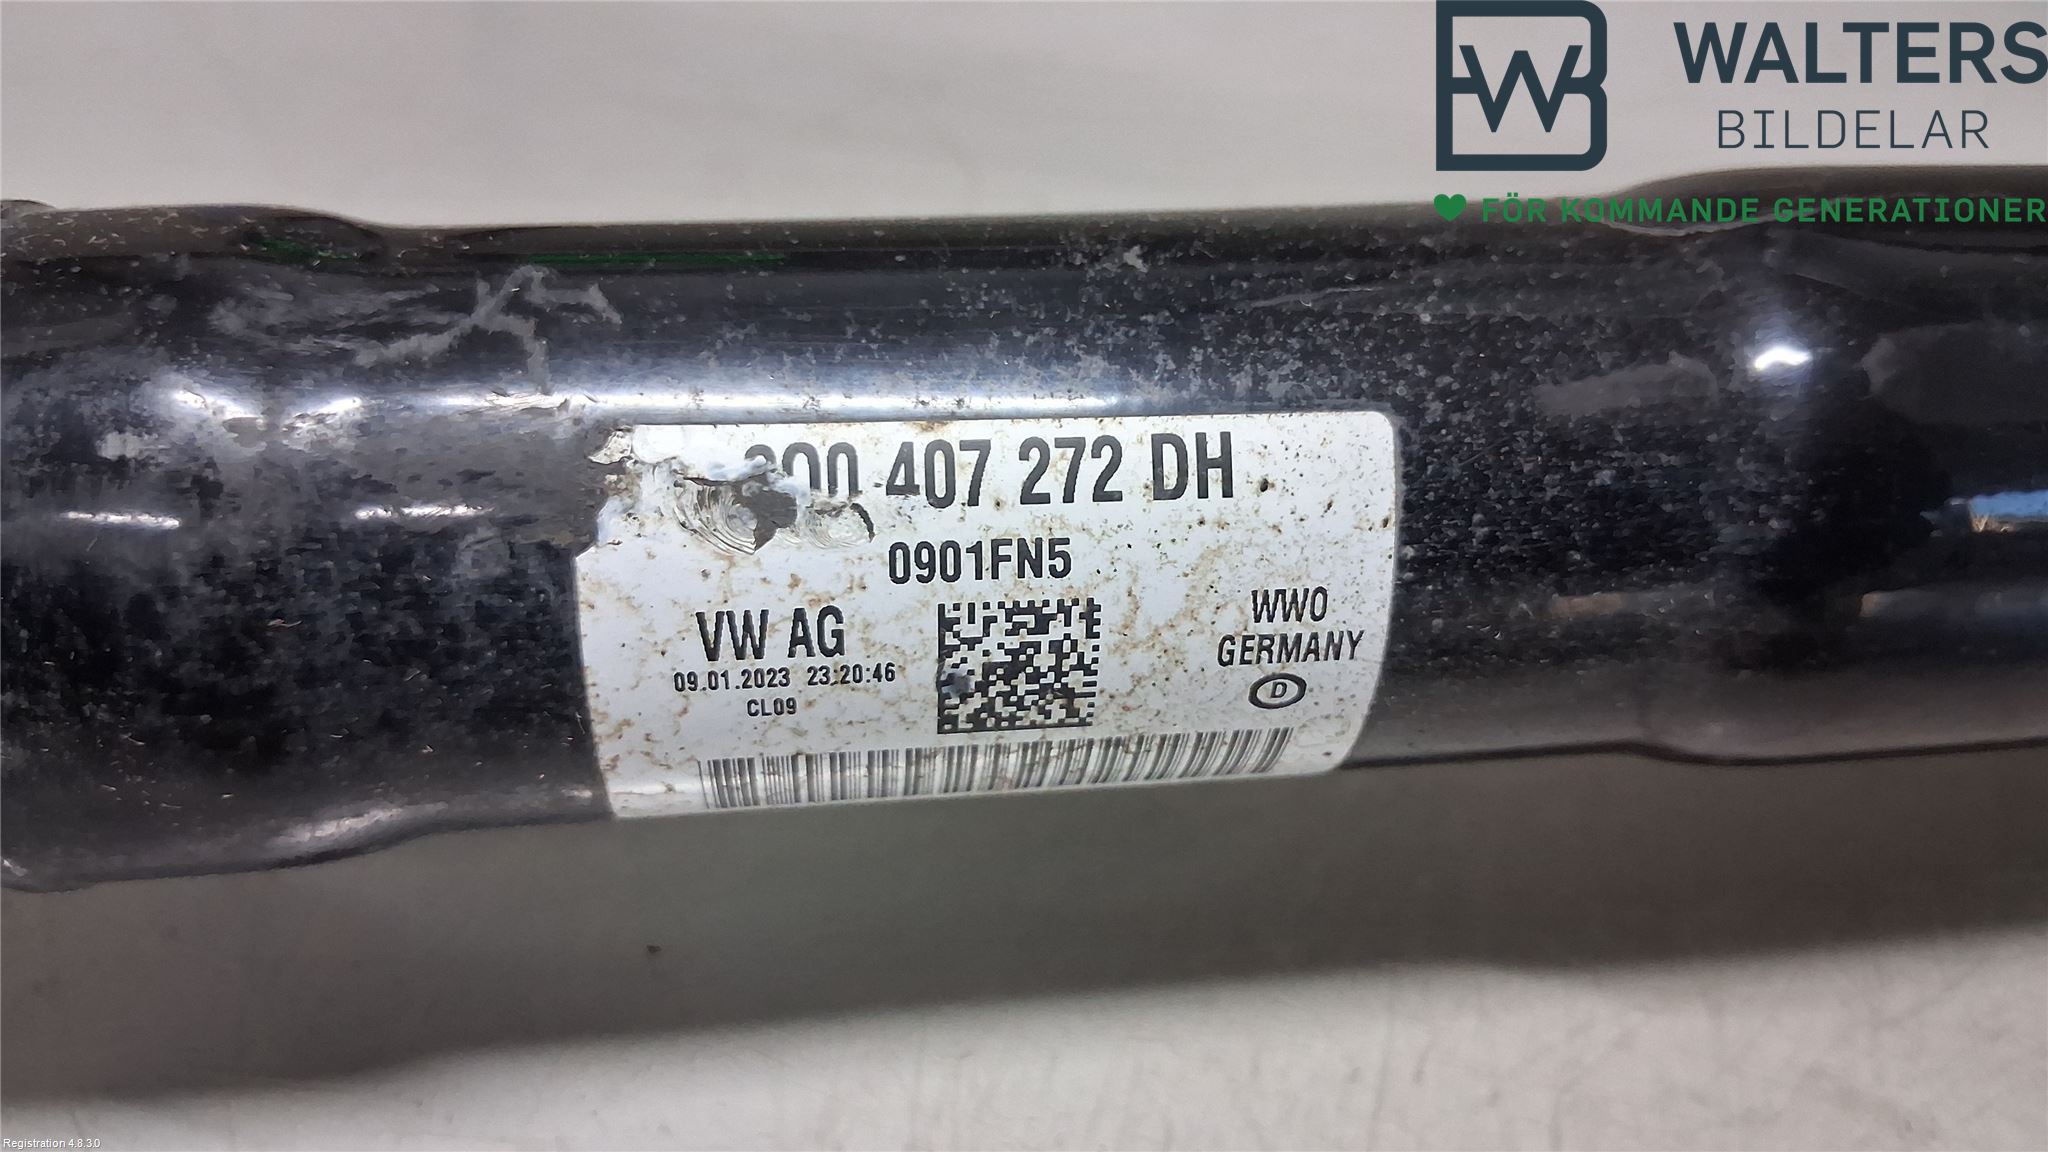 WALTERS
BILDELAR
FÖR KOMMANDE GENERATIONER
407 272 DH
0901FN5
VW AG
09.01.2023 23:20:46
CL09
WWO
GERMANY
D
Registration 4.8.3.0